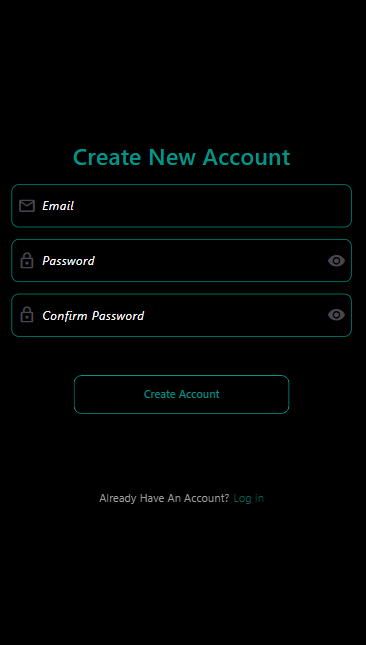 Create New Account
Email
Password
Confirm Password
Create Account
Already Have An Account? Log In